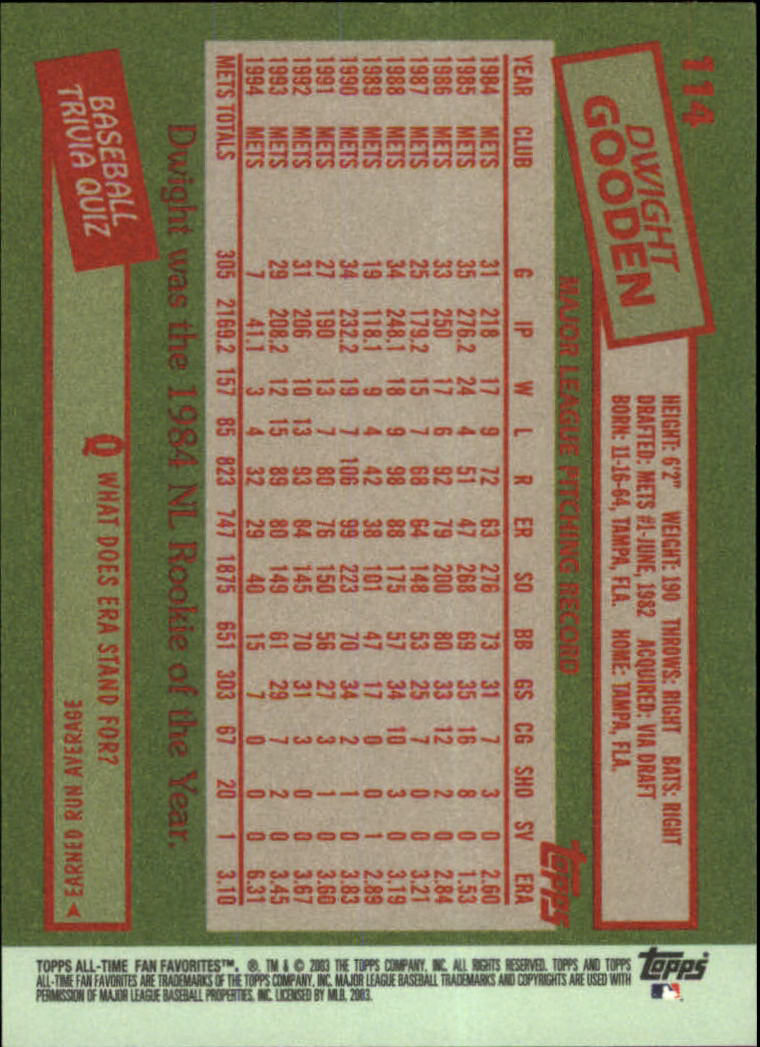 114
DWIGHT
GOODEN
HEIGHT: 6'2" WEIGHT: 190 THROWS: RIGHT BATS: RIGHT
DRAFTED: METS #1-JUNE, 1982 ACQUIRED: VIA DRAFT
BORN: 11-16-64, TAMPA, FLA. HOME: TAMPA, FLA.
MAJOR LEAGUE PITCHING RECORD
topps
YEAR CLUB G IP W L R ER SO BB GS CG SHO SV ERA
1984 METS 31 218 17 9 72 63 276 73 31 7 3 0 2.60
1985 METS 35 276.2 24 4 51 47 268 69 35 16 8 0 1.53
1986 METS 33 250 17 6 92 79 200 80 33 12 2 0 2.84
1987 METS 25 179.2 15 7 68 64 148 53 25 7 0 0 3.21
1988 METS 34 248.1 18 9 98 88 175 57 34 10 3 0 3.19
1989 METS 19 118.1 9 4 42 38 101 47 17 0 0 1 2.89
1990 METS 34 232.2 19 7 106 99 223 70 34 2 1 0 3.83
1991 METS 27 190 13 7 80 76 150 56 27 3 1 0 3.60
1992 METS 31 206 10 13 93 84 145 70 31 3 0 0 3.67
1993 METS 29 208.2 12 15 89 80 149 61 29 7 2 0 3.45
1994 METS 7 41.1 3 4 32 29 40 15 7 0 0 0 6.31
METS TOTALS 305 2169.2 157 85 823 747 1875 651 303 67 20 1 3.10
Dwight was the 1984 NL Rookie of the Year.
BASEBALL
TRIVIA QUIZ
Q WHAT DOES ERA STAND FOR?
EARNED RUN AVERAGE
topps
TOPPS ALL-TIME FAN FAVORITES™, ®, TM & © 2003 THE TOPPS COMPANY, INC. ALL RIGHTS RESERVED. TOPPS AND TOPPS
ALL-TIME FAN FAVORITES ARE TRADEMARKS OF THE TOPPS COMPANY, INC. MAJOR LEAGUE BASEBALL TRADEMARKS AND COPYRIGHTS ARE USED WITH
PERMISSION OF MAJOR LEAGUE BASEBALL PROPERTIES, INC. LICENSED BY MLB, 2003.